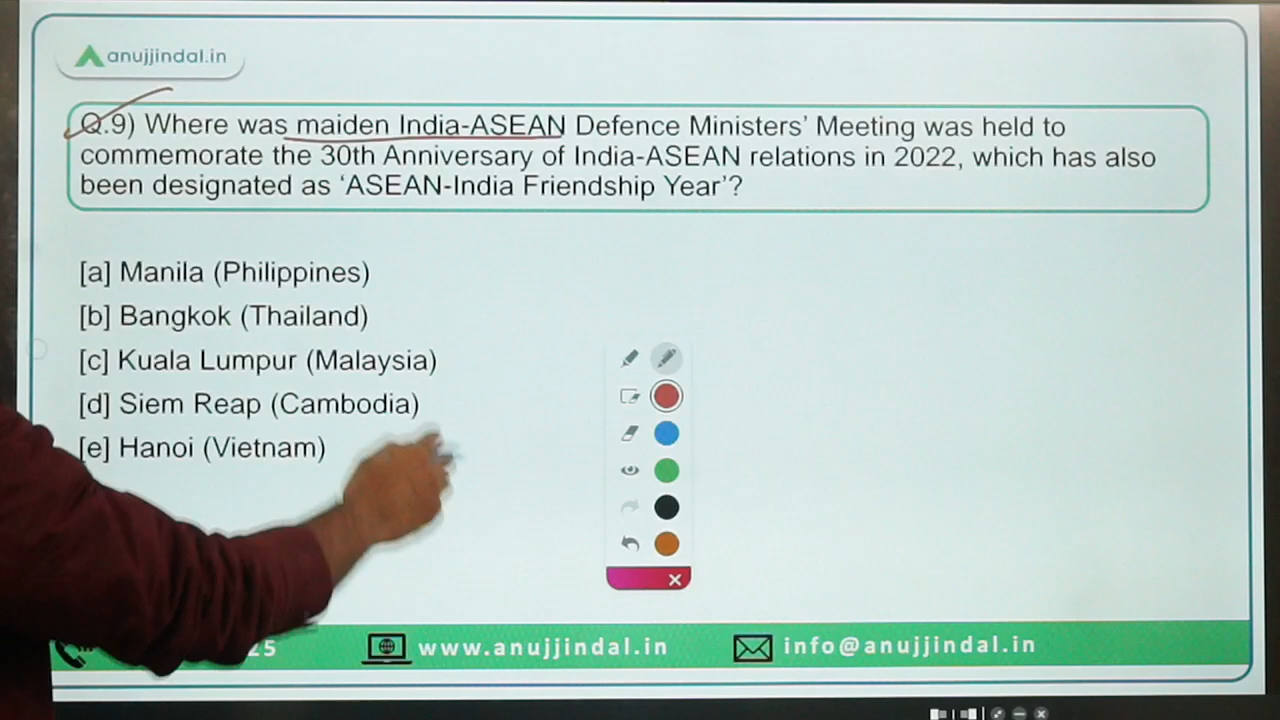 anujjindal.in
Q.9) Where was maiden India-ASEAN Defence Ministers’ Meeting was held to
commemorate the 30th Anniversary of India-ASEAN relations in 2022, which has also
been designated as ‘ASEAN-India Friendship Year’?
[a] Manila (Philippines)
[b] Bangkok (Thailand)
[c] Kuala Lumpur (Malaysia)
[d] Siem Reap (Cambodia)
[e] Hanoi (Vietnam)
25 www.anujjindal.in info@anujjindal.in